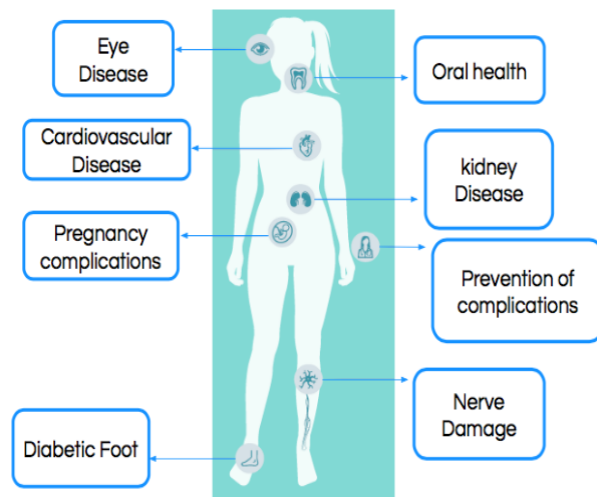 Eye
Disease
Oral health
Cardiovascular
Disease
kidney
Disease
Pregnancy
complications
Prevention of
complications
Nerve
Damage
Diabetic Foot